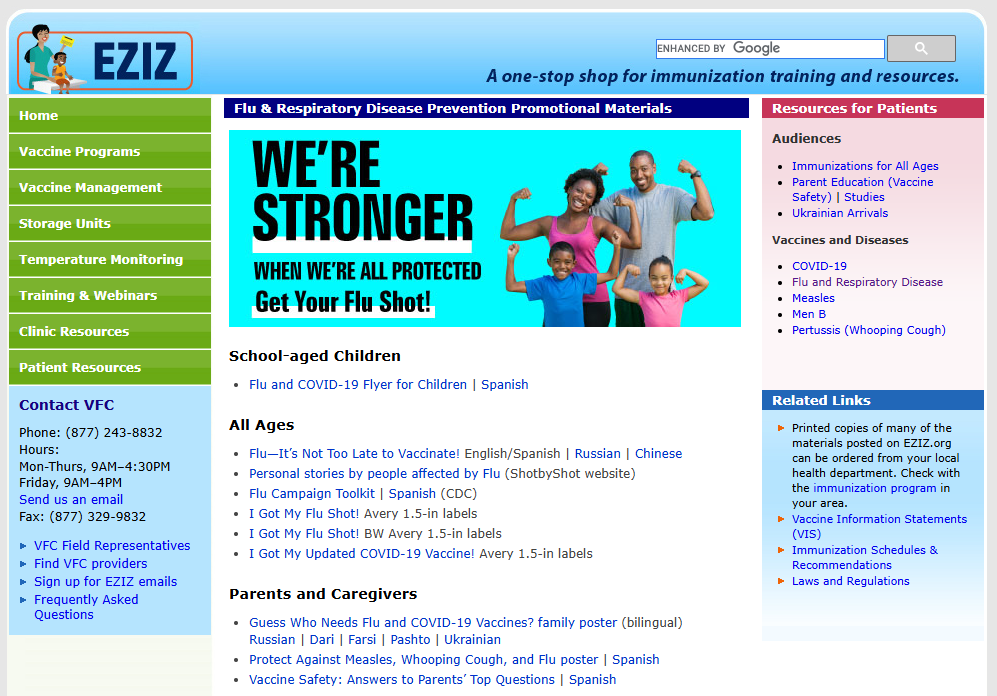 EZIZ
ENHANCED BY Google
A one-stop shop for immunization training and resources.
Home
Vaccine Programs
Vaccine Management
Storage Units
Temperature Monitoring
Training & Webinars
Clinic Resources
Patient Resources
Contact VFC
Phone: (877) 243-8832
Hours:
Mon-Thurs, 9AM–4:30PM
Friday, 9AM–4PM
Send us an email
Fax: (877) 329-9832
VFC Field Representatives
Find VFC providers
Sign up for EZIZ emails
Frequently Asked
Questions
Flu & Respiratory Disease Prevention Promotional Materials
WE'RE
STRONGER
WHEN WE'RE ALL PROTECTED
Get Your Flu Shot!
School-aged Children
Flu and COVID-19 Flyer for Children | Spanish
All Ages
Flu—It's Not Too Late to Vaccinate! English/Spanish | Russian | Chinese
Personal stories by people affected by Flu (ShotbyShot website)
Flu Campaign Toolkit | Spanish (CDC)
I Got My Flu Shot! Avery 1.5-in labels
I Got My Flu Shot! BW Avery 1.5-in labels
I Got My Updated COVID-19 Vaccine! Avery 1.5-in labels
Parents and Caregivers
Guess Who Needs Flu and COVID-19 Vaccines? family poster (bilingual)
Russian | Dari | Farsi | Pashto | Ukrainian
Protect Against Measles, Whooping Cough, and Flu poster | Spanish
Vaccine Safety: Answers to Parents' Top Questions | Spanish
Resources for Patients
Audiences
Immunizations for All Ages
Parent Education (Vaccine
Safety) | Studies
Ukrainian Arrivals
Vaccines and Diseases
COVID-19
Flu and Respiratory Disease
Measles
Men B
Pertussis (Whooping Cough)
Related Links
Printed copies of many of the
materials posted on EZIZ.org
can be ordered from your local
health department. Check with
the immunization program in
your area.
Vaccine Information Statements
(VIS)
Immunization Schedules &
Recommendations
Laws and Regulations